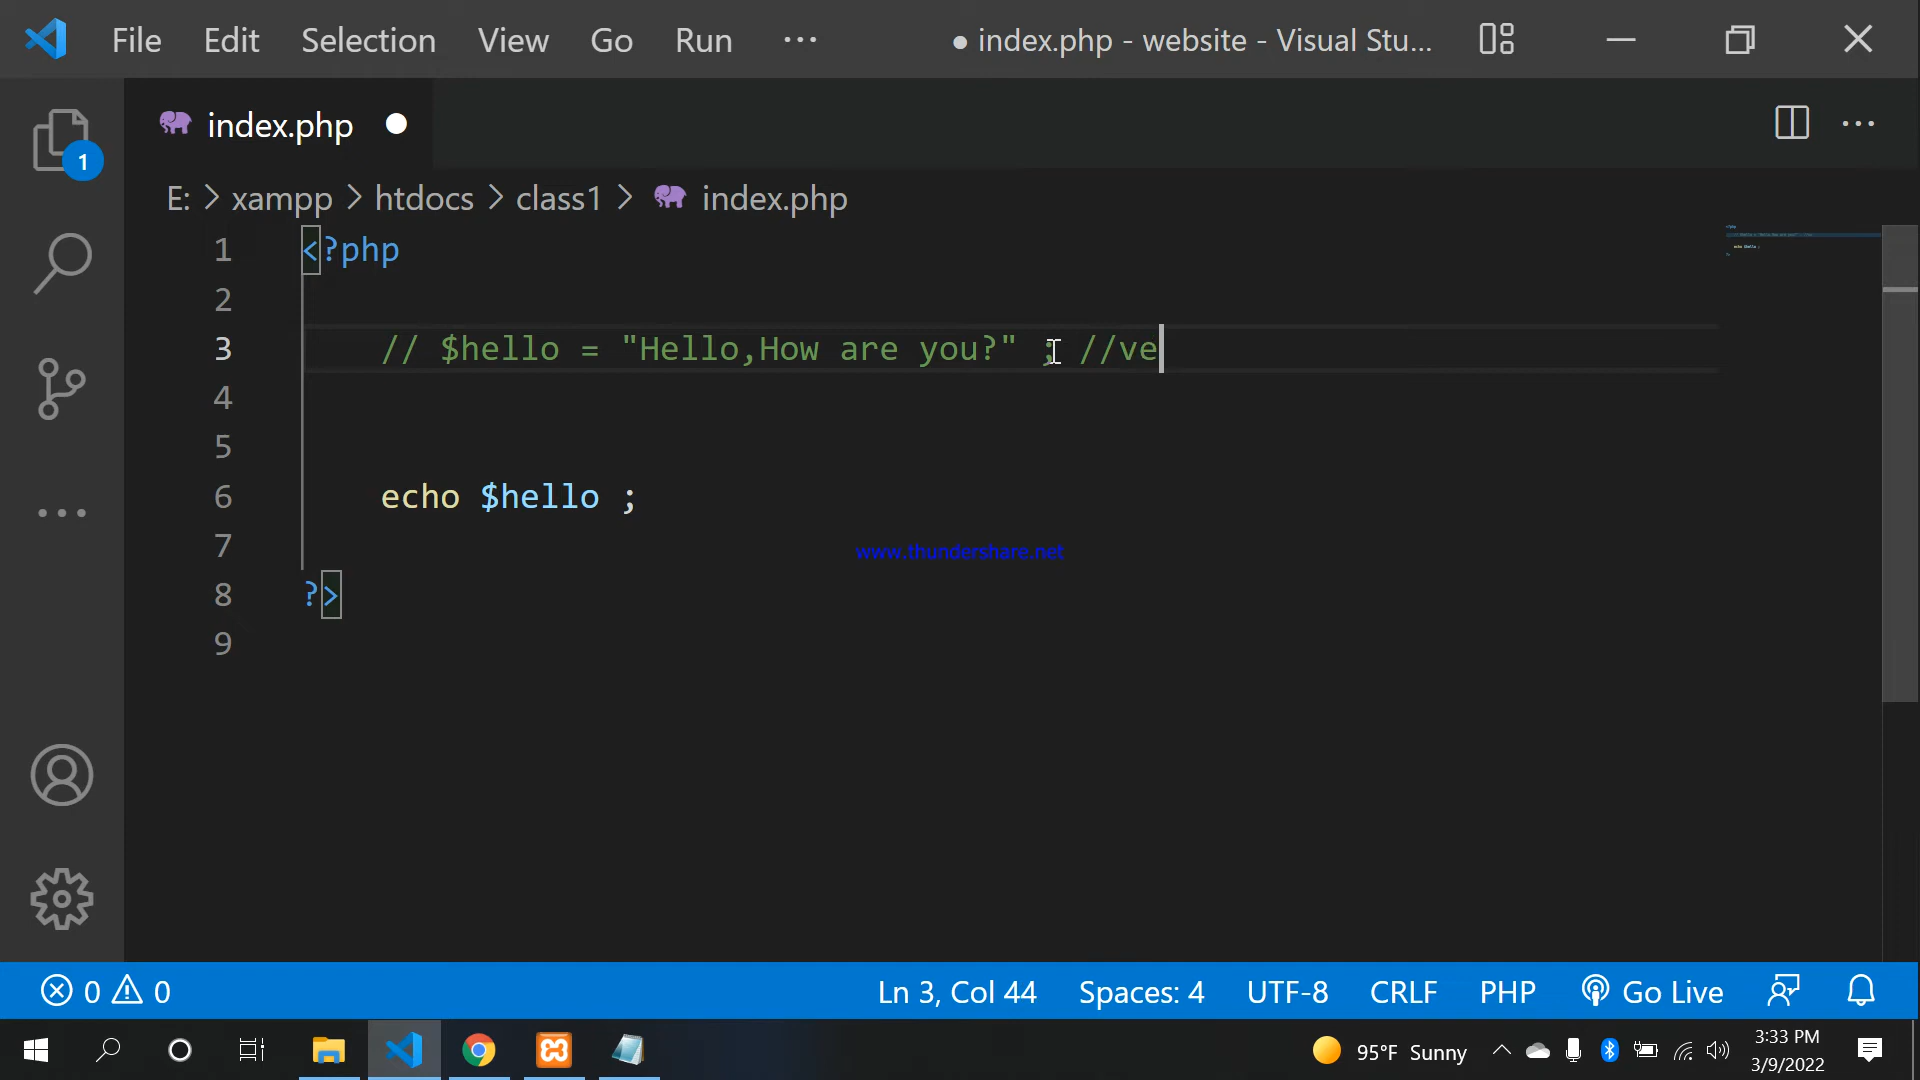 File Edit Selection View Go Run ···
● index.php - website - Visual Stu...
index.php
1
E: > xampp > htdocs > class1 > index.php
1 <?php
2
3 // $hello = "Hello,How are you?" ; //ve
4
5
6 echo $hello ;
7
8 ?>
9
www.thundershare.net
0 0 Ln 3, Col 44 Spaces: 4 UTF-8 CRLF PHP Go Live
95°F Sunny
3:33 PM
3/9/2022